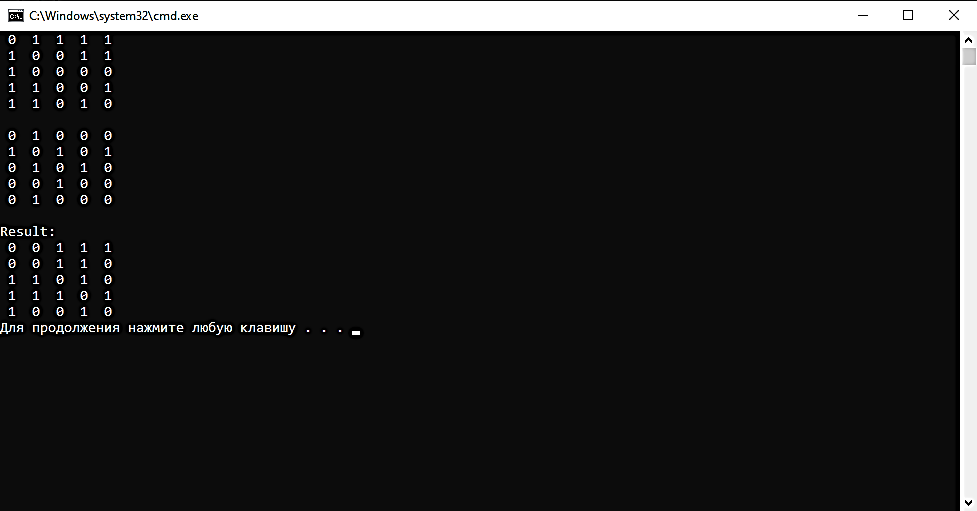 C:\Windows\system32\cmd.exe
0 1 1 1 1
1 0 0 1 1
1 0 0 0 0
1 1 0 0 1
1 1 0 1 0
0 1 0 0 0
1 0 1 0 1
0 1 0 1 0
0 0 1 0 0
0 1 0 0 0
Result:
0 0 1 1 1
0 0 1 1 0
1 1 0 1 0
1 1 1 0 1
1 0 0 1 0
Для продолжения нажмите любую клавишу . . .